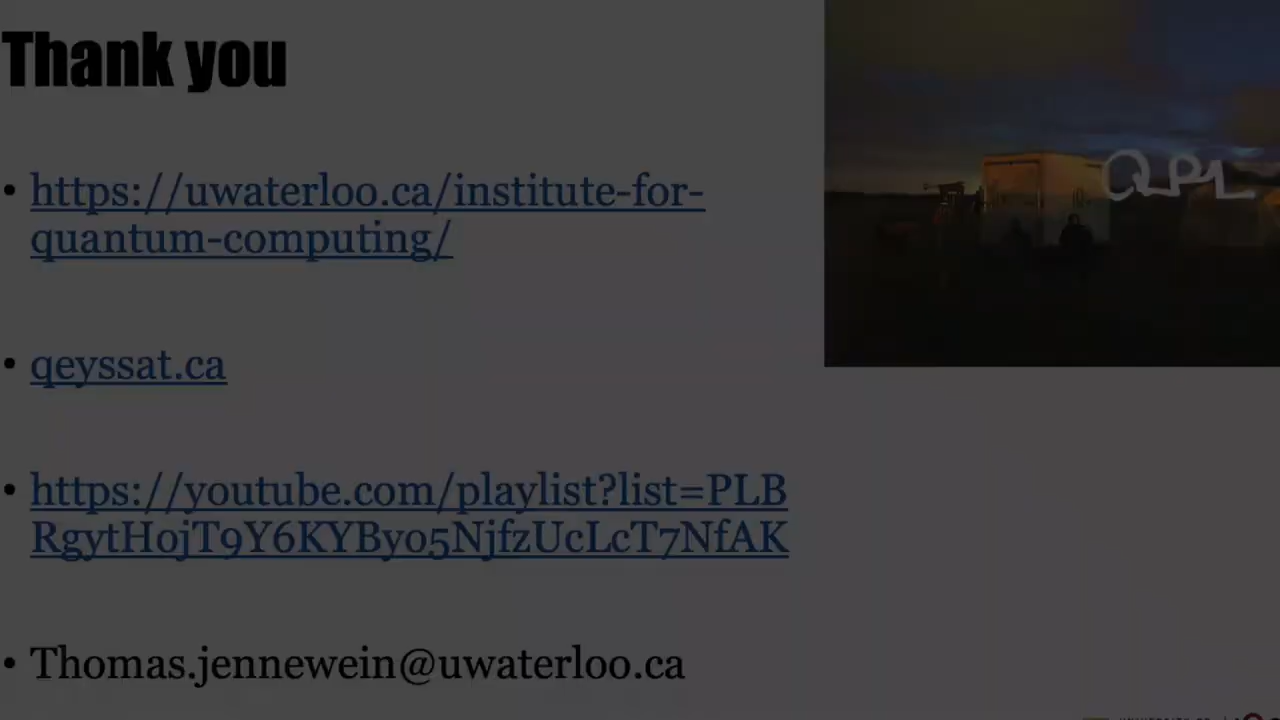 Thank you
QPL
• https://uwaterloo.ca/institute-for-
quantum-computing/
• qeyssat.ca
• https://youtube.com/playlist?list=PLB
RgytHojT9Y6KYByo5NjfzUcLcT7NfAK
• Thomas.jennewein@uwaterloo.ca